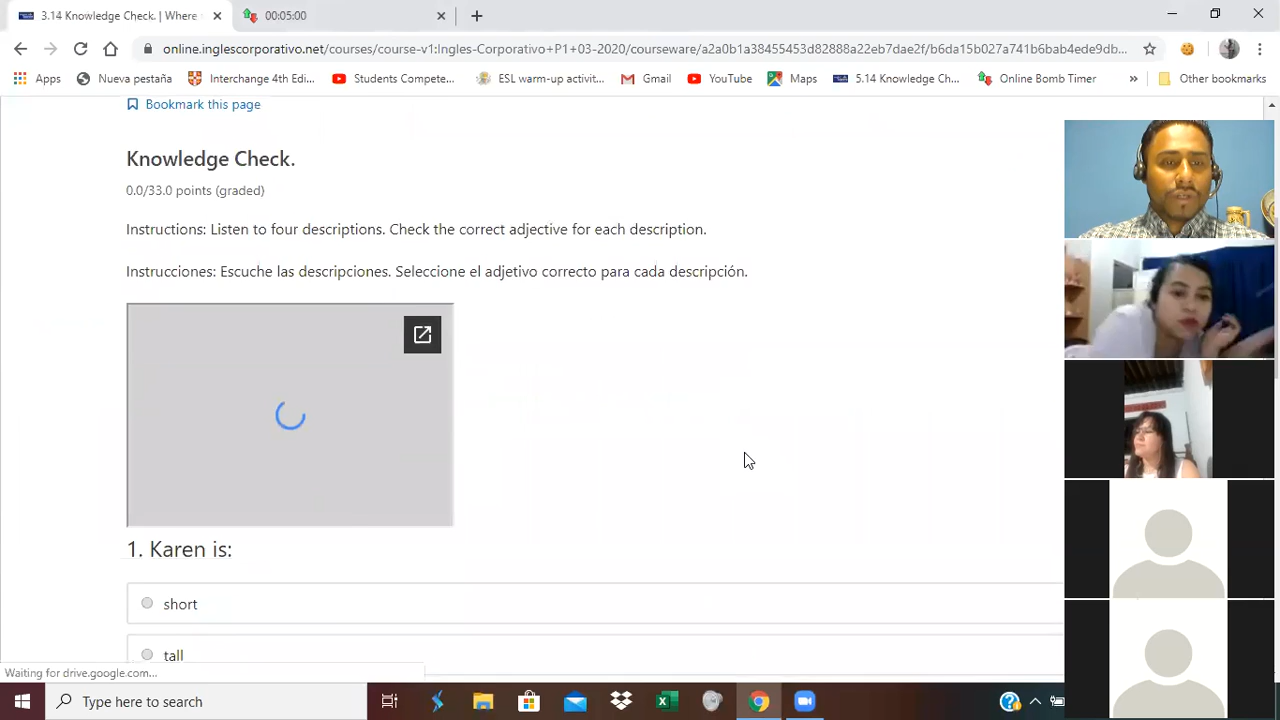 3.14 Knowledge Check. | Where
00:05:00
online.inglescorporativo.net/courses/course-v1:Ingles-Corporativo+P1+03-2020/courseware/a2a0b1a38455453d82888a22eb7dae2f/b6da15b027a741b6bab4ede9db...
Apps
Nueva pestaña
Interchange 4th Edi...
Students Compete...
ESL warm-up activit...
Gmail
YouTube
Maps
5.14 Knowledge Ch...
Online Bomb Timer
»
Other bookmarks
Bookmark this page
Knowledge Check.
0.0/33.0 points (graded)
Instructions: Listen to four descriptions. Check the correct adjective for each description.
Instrucciones: Escuche las descripciones. Seleccione el adjetivo correcto para cada descripción.
1. Karen is:
short
tall
Waiting for drive.google.com...
Type here to search